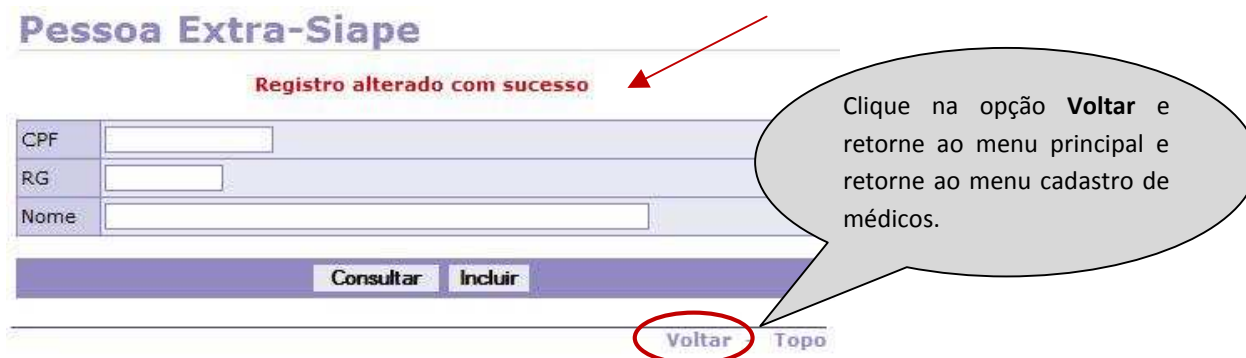 Pessoa Extra-Siape
Registro alterado com sucesso
CPF
RG
Nome
Consultar Incluir
Voltar - Topo
Clique na opção Voltar e
retorne ao menu principal e
retorne ao menu cadastro de
médicos.